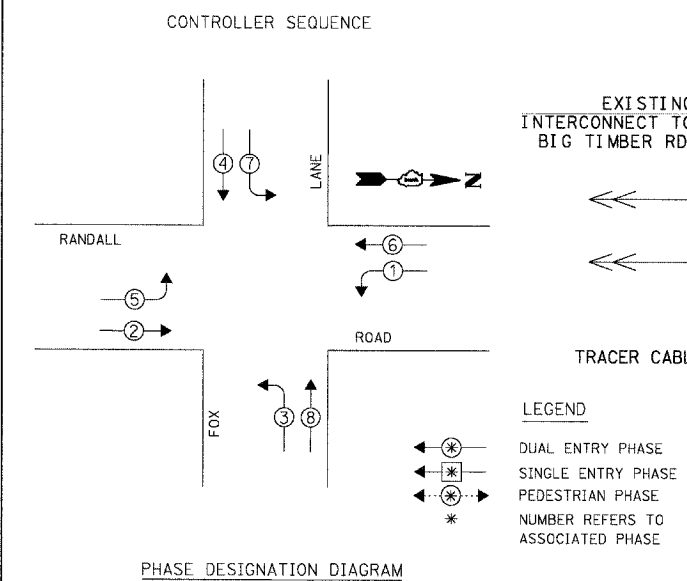 CONTROLLER SEQUENCE
EXISTING
INTERCONNECT TO
BIG TIMBER RD
4 7
LANE
N
RANDALL
6
1
5
2
ROAD
TRACER
FOX
3 8
LEGEND
* DUAL ENTRY PHASE
* SINGLE ENTRY PHASE
* PEDESTRIAN PHASE
* NUMBER REFERS TO
ASSOCIATED PHASE
PHASE DESIGNATION DIAGRAM